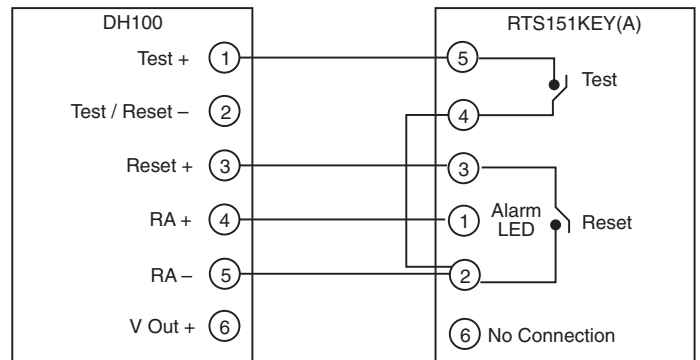 DH100
Test + 1
Test / Reset – 2
Reset + 3
RA + 4
RA – 5
V Out + 6
RTS151KEY(A)
5
Test
4
3
1 Alarm
LED
Reset
2
6 No Connection